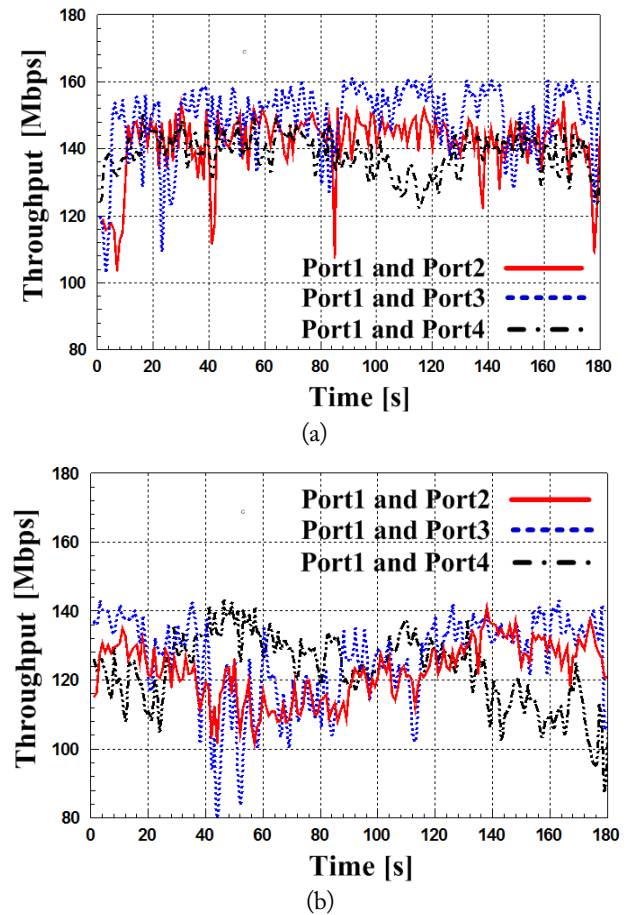 180
160
140
120
100
80
Throughput [Mbps]
Port1 and Port2
Port1 and Port3
Port1 and Port4
0 20 40 60 80 100 120 140 160 180
Time [s]
(a)
180
160
140
120
100
80
Throughput [Mbps]
Port1 and Port2
Port1 and Port3
Port1 and Port4
0 20 40 60 80 100 120 140 160 180
Time [s]
(b)